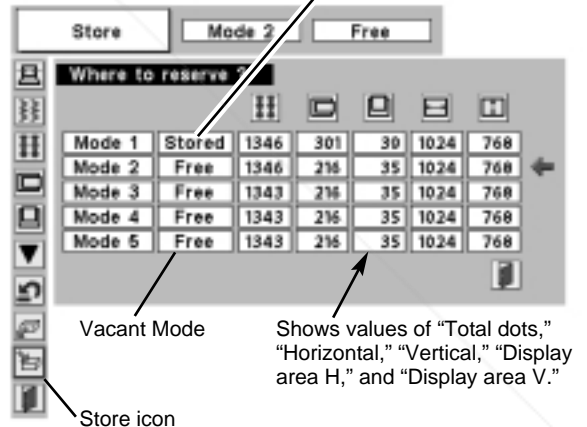 Store Mode 2 Free
Where to reserve ?
Mode 1 Stored 1346 301 30 1024 768
Mode 2 Free 1346 216 35 1024 768
Mode 3 Free 1343 216 35 1024 768
Mode 4 Free 1343 216 35 1024 768
Mode 5 Free 1343 216 35 1024 768
Vacant Mode
Shows values of “Total dots,”
“Horizontal,” “Vertical,” “Display
area H,” and “Display area V.”
Store icon